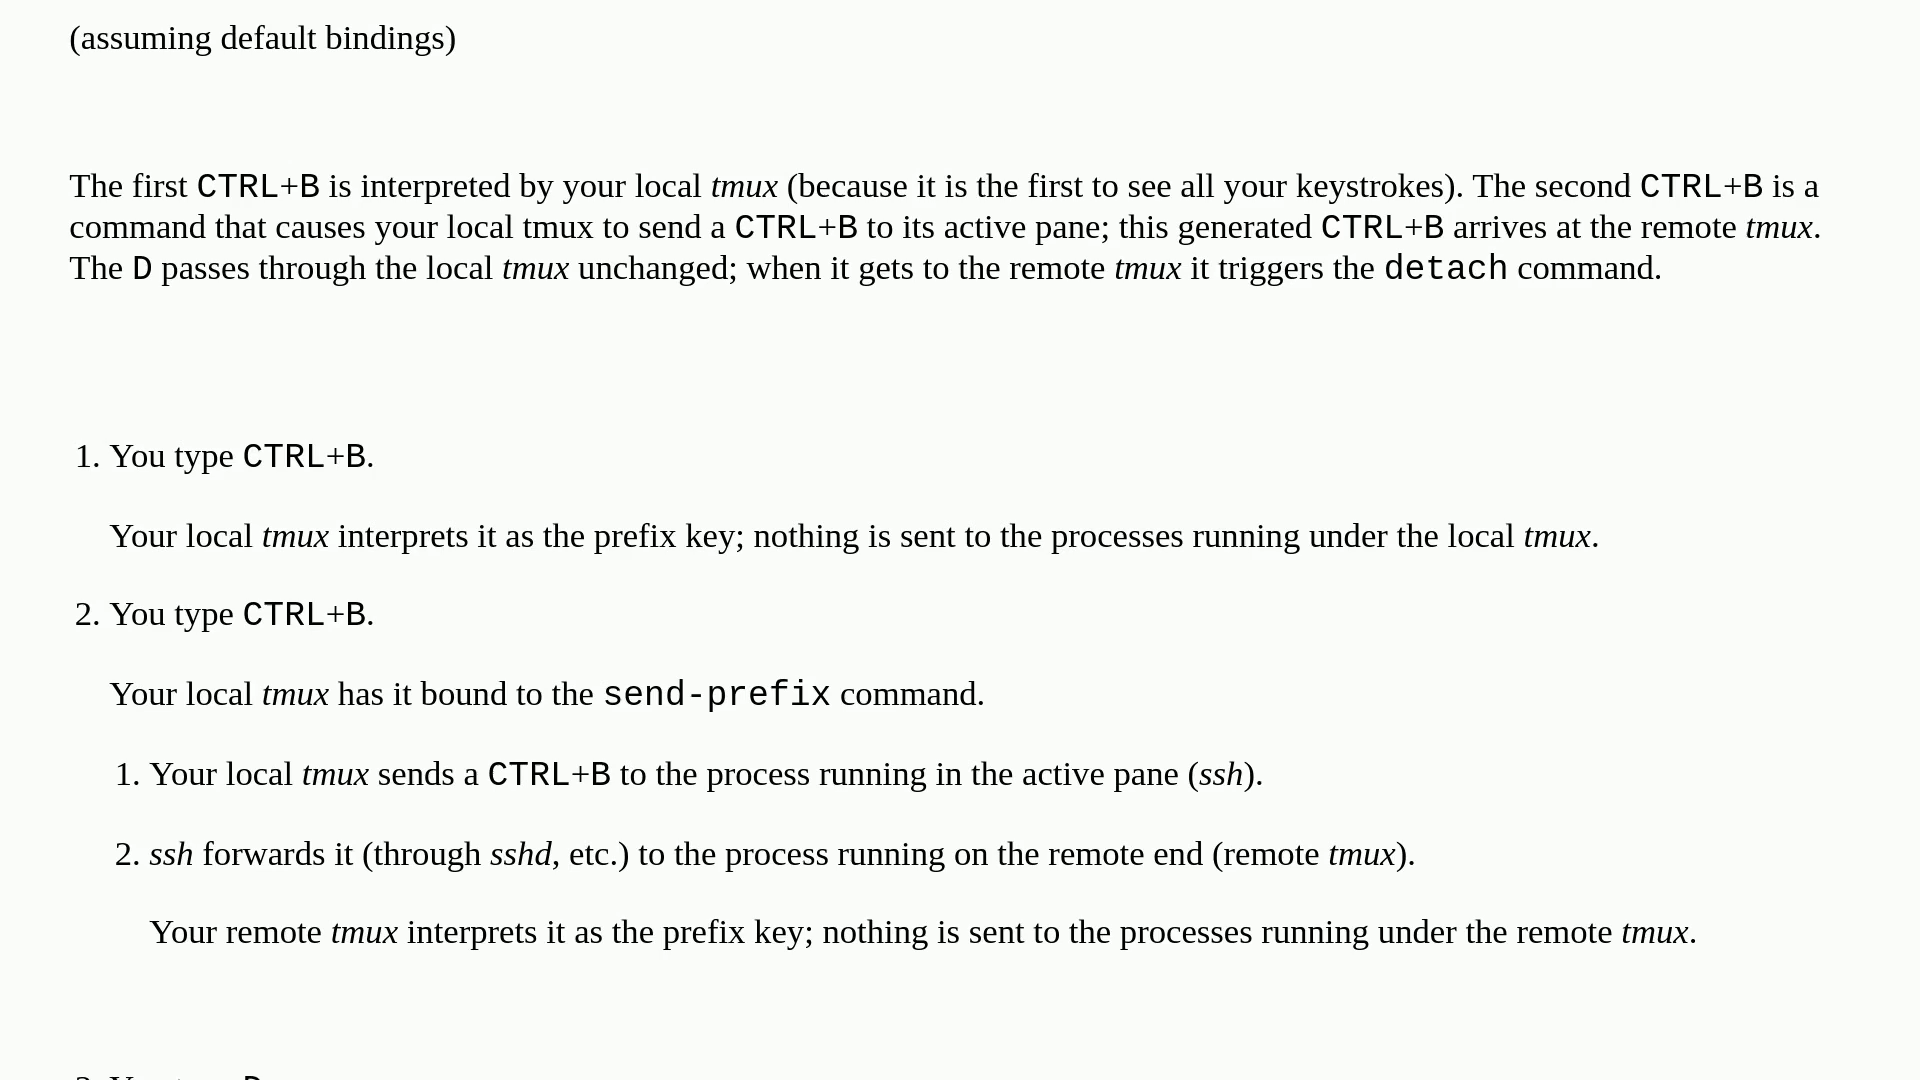 (assuming default bindings)
The first CTRL+B is interpreted by your local tmux (because it is the first to see all your keystrokes). The second CTRL+B is a
command that causes your local tmux to send a CTRL+B to its active pane; this generated CTRL+B arrives at the remote tmux.
The D passes through the local tmux unchanged; when it gets to the remote tmux it triggers the detach command.
1. You type CTRL+B.
Your local tmux interprets it as the prefix key; nothing is sent to the processes running under the local tmux.
2. You type CTRL+B.
Your local tmux has it bound to the send-prefix command.
1. Your local tmux sends a CTRL+B to the process running in the active pane (ssh).
2. ssh forwards it (through sshd, etc.) to the process running on the remote end (remote tmux).
Your remote tmux interprets it as the prefix key; nothing is sent to the processes running under the remote tmux.